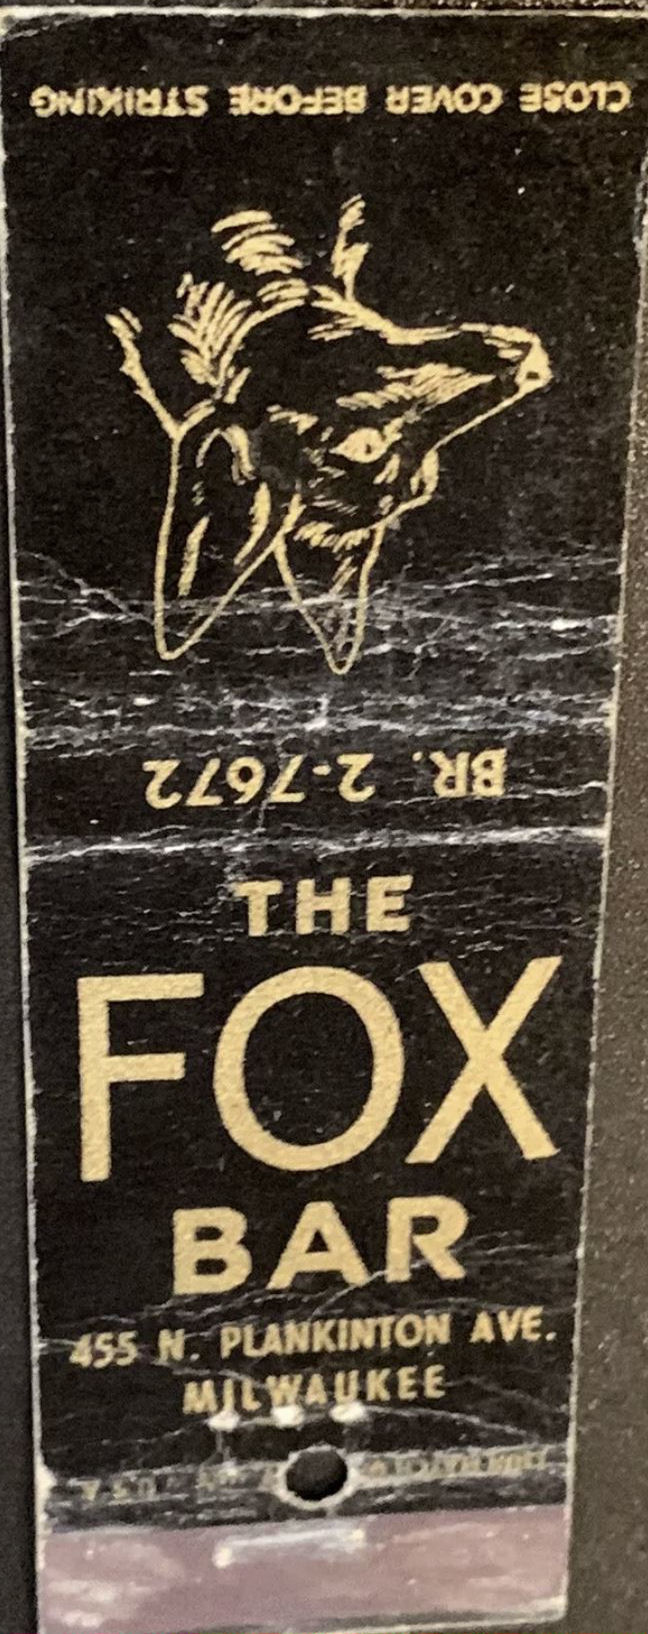 CLOSE COVER BEFORE STRIKING
BR. 2-7672
THE
FOX
BAR
455 N. PLANKINTON AVE.
MILWAUKEE
U.S.A.